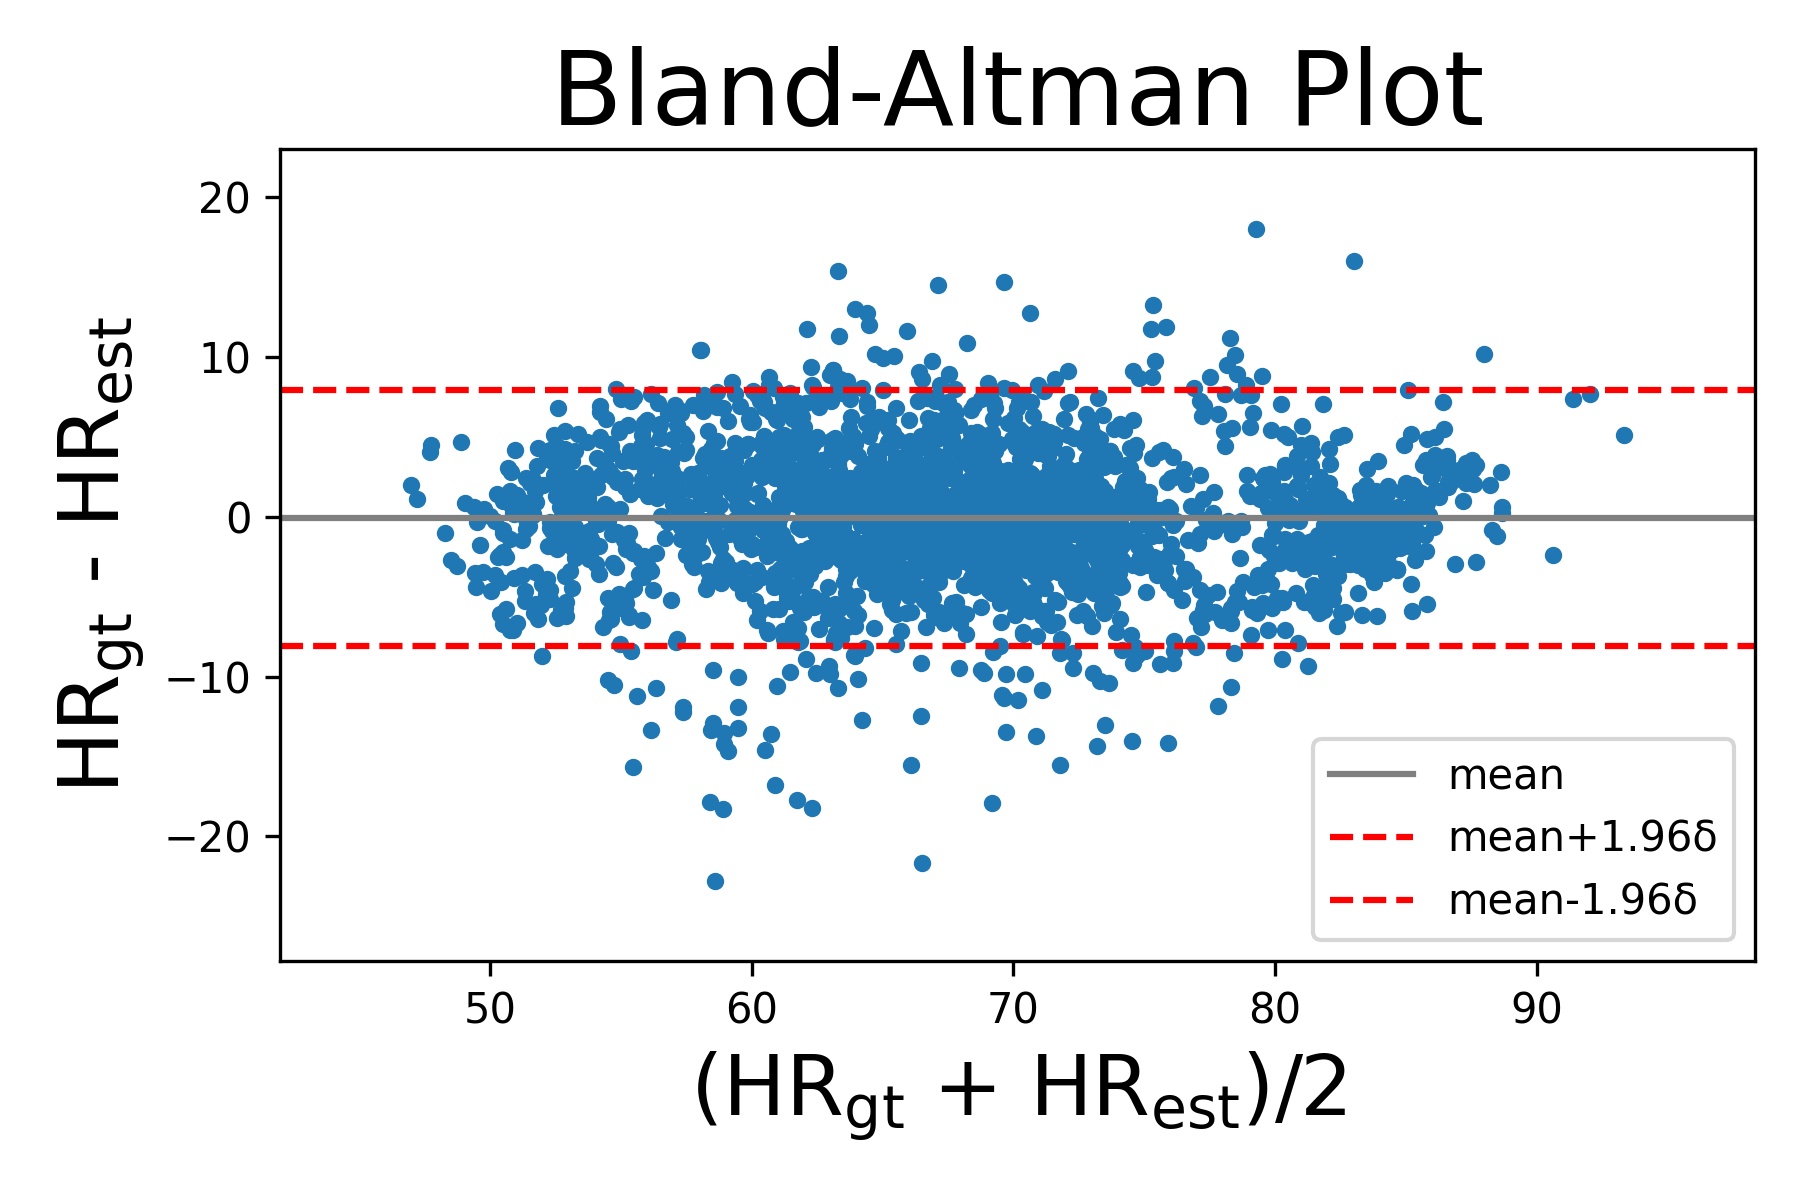 Bland-Altman Plot
HRgt - HRest
20
10
0
−10
−20
mean
mean+1.96δ
mean-1.96δ
50 60 70 80 90
(HRgt + HRest)/2